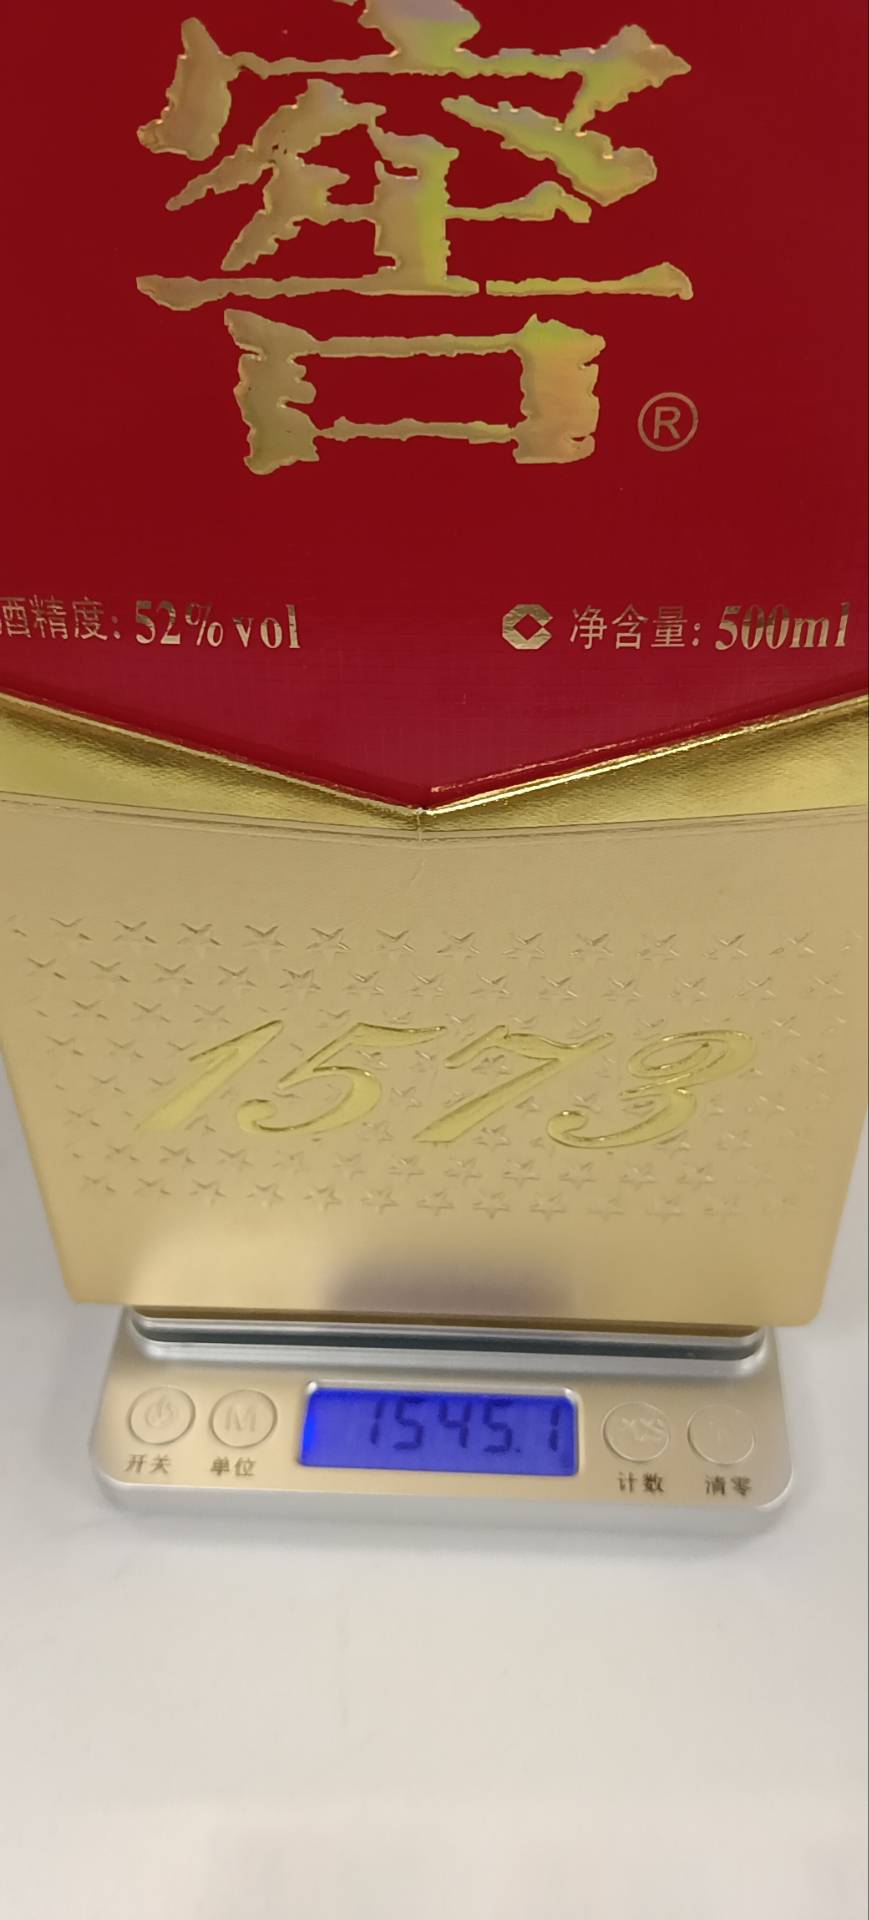 窖
®
酒精度: 52%vol
净含量: 500ml
1573
1545.1
M
开关 单位
计数 清零